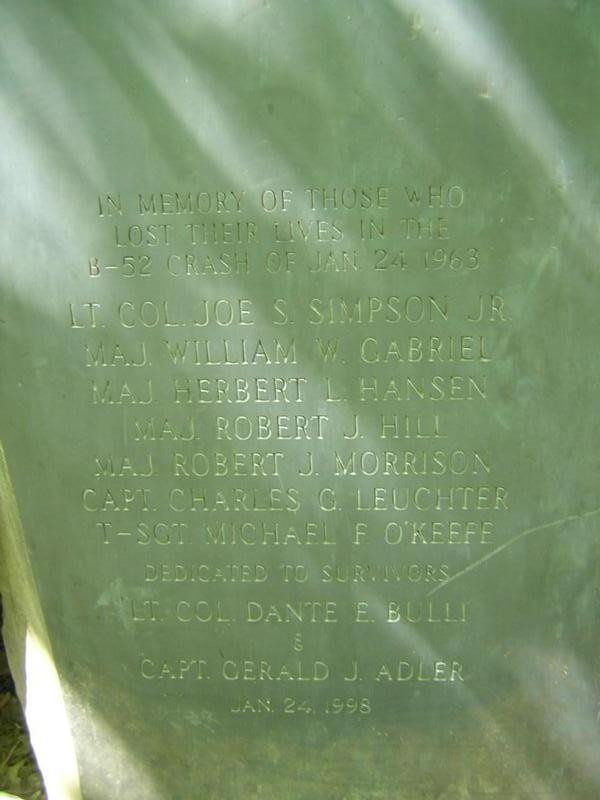 IN MEMORY OF THOSE WHO
LOST THEIR LIVES IN THE
B-52 CRASH OF JAN. 24, 1963
LT. COL. JOE S. SIMPSON JR.
MAJ. WILLIAM W. GABRIEL
MAJ. HERBERT L. HANSEN
MAJ. ROBERT J. HILL
MAJ. ROBERT J. MORRISON
CAPT. CHARLES G. LEUCHTER
T-SGT. MICHAEL F. O'KEEFE
DEDICATED TO SURVIVORS
LT. COL. DANTE E. BULLI
&
CAPT. GERALD J. ADLER
JAN. 24, 1998